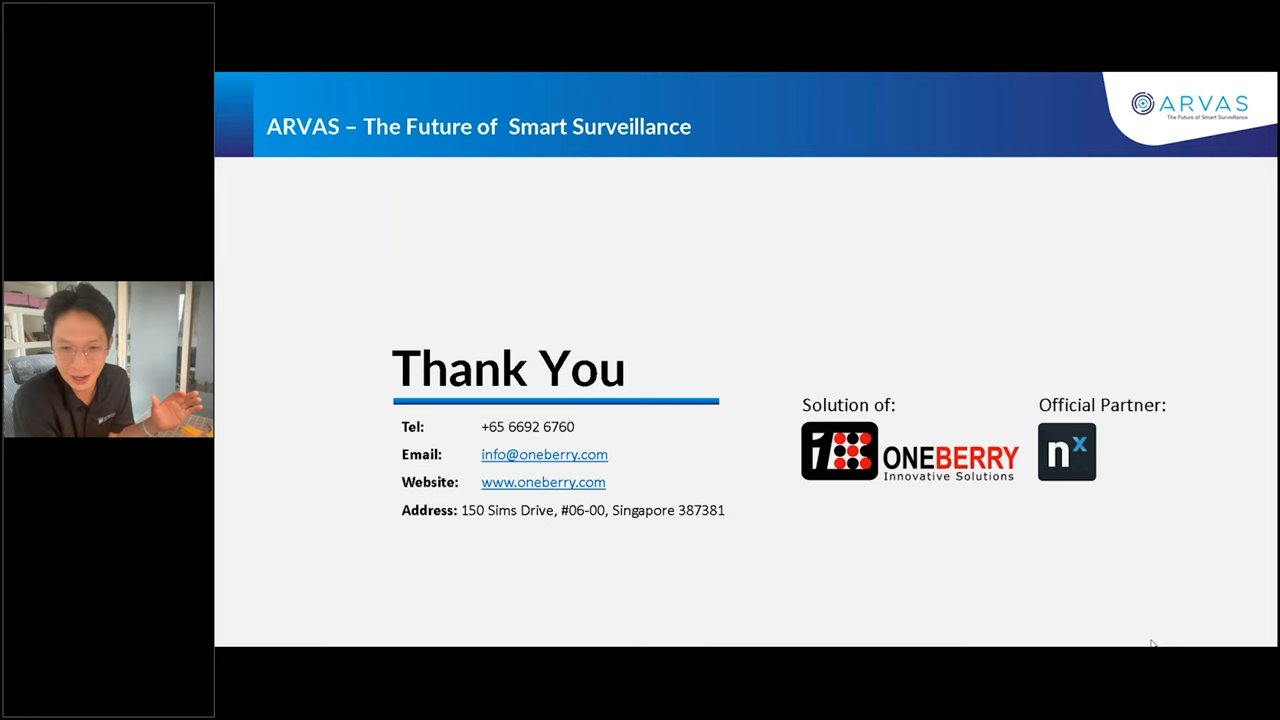 ARVAS – The Future of Smart Surveillance
ARVAS
The Future of Smart Surveillance
Thank You
Tel: +65 6692 6760
Email: info@oneberry.com
Website: www.oneberry.com
Address: 150 Sims Drive, #06-00, Singapore 387381
Solution of:
ONEBERRY
Innovative Solutions
Official Partner:
nx